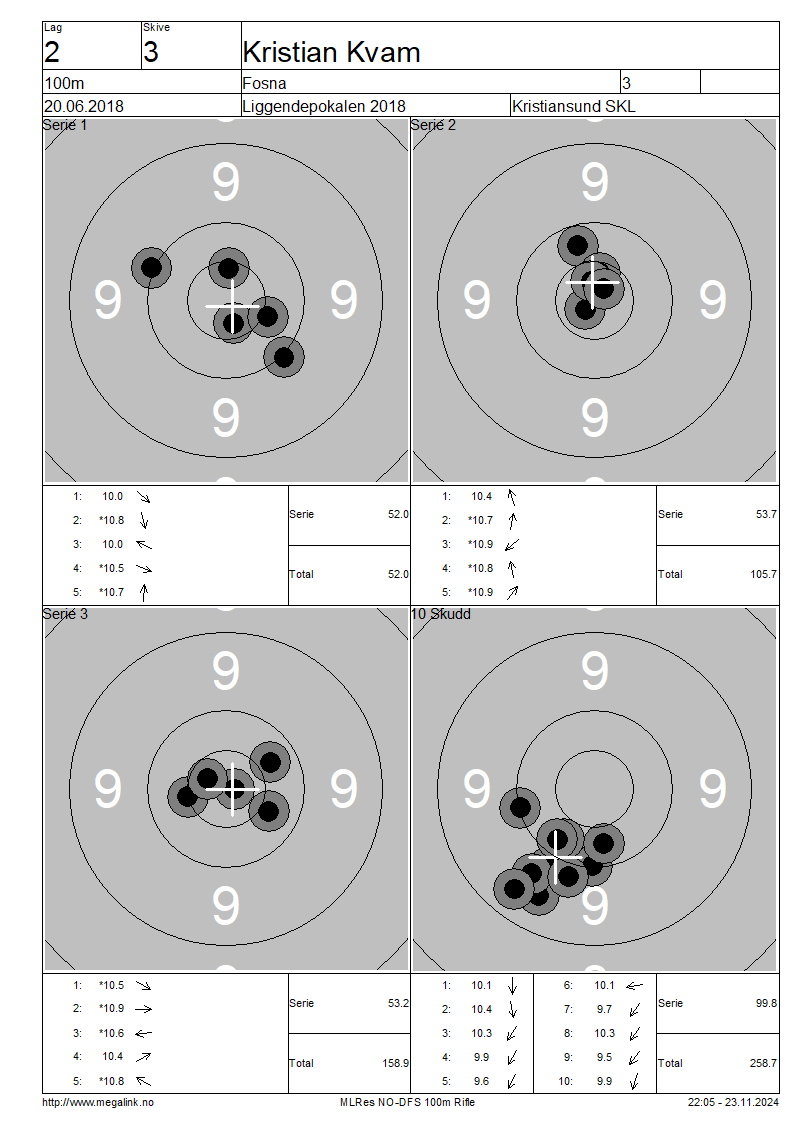 Lag Skive
2 3 Kristian Kvam
100m Fosna 3
20.06.2018 Liggendepokalen 2018 Kristiansund SKL
Serie 1 Serie 2
9 9
9 9 9 9
9 9
1: 10.0 1: 10.4
Serie 52.0 Serie 53.7
2: *10.8 2: *10.7
3: 10.0 3: *10.9
4: *10.5 4: *10.8
Total 52.0 Total 105.7
5: *10.7 5: *10.9
Serie 3 10 Skudd
9 9
9 9 9 9
9 9
1: *10.5 1: 10.1 6: 10.1
Serie 53.2 Serie 99.8
2: *10.9 2: 10.4 7: 9.7
3: *10.6 3: 10.3 8: 10.3
4: 10.4 4: 9.9 9: 9.5
Total 158.9 Total 258.7
5: *10.8 5: 9.6 10: 9.9
http://www.megalink.no MLRes NO-DFS 100m Rifle 22:05 - 23.11.2024